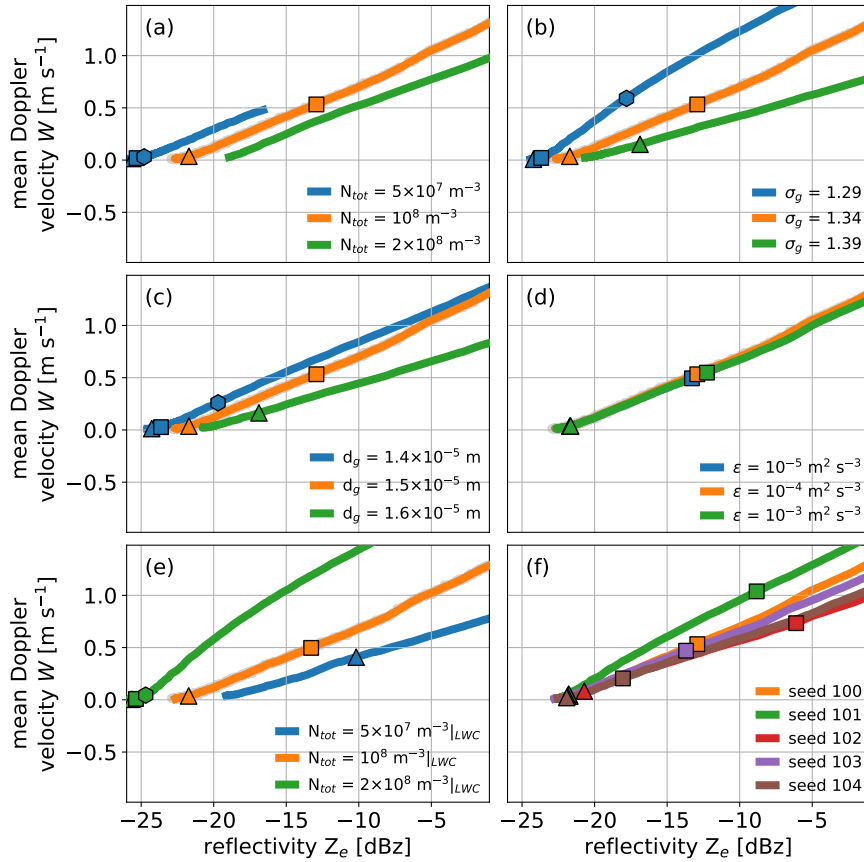 (a)
(b)
1.0
0.5
0.0
−0.5
mean Doppler
velocity W [m s⁻¹]
N_tot = 5×10⁷ m⁻³
N_tot = 10⁸ m⁻³
N_tot = 2×10⁸ m⁻³
σ_g = 1.29
σ_g = 1.34
σ_g = 1.39
(c)
(d)
1.0
0.5
0.0
−0.5
mean Doppler
velocity W [m s⁻¹]
d_g = 1.4×10⁻⁵ m
d_g = 1.5×10⁻⁵ m
d_g = 1.6×10⁻⁵ m
ε = 10⁻⁵ m² s⁻³
ε = 10⁻⁴ m² s⁻³
ε = 10⁻³ m² s⁻³
(e)
(f)
1.0
0.5
0.0
−0.5
mean Doppler
velocity W [m s⁻¹]
N_tot = 5×10⁷ m⁻³|_LWC
N_tot = 10⁸ m⁻³|_LWC
N_tot = 2×10⁸ m⁻³|_LWC
seed 100
seed 101
seed 102
seed 103
seed 104
−25 −20 −15 −10 −5
−25 −20 −15 −10 −5
reflectivity Z_e [dBz]
reflectivity Z_e [dBz]